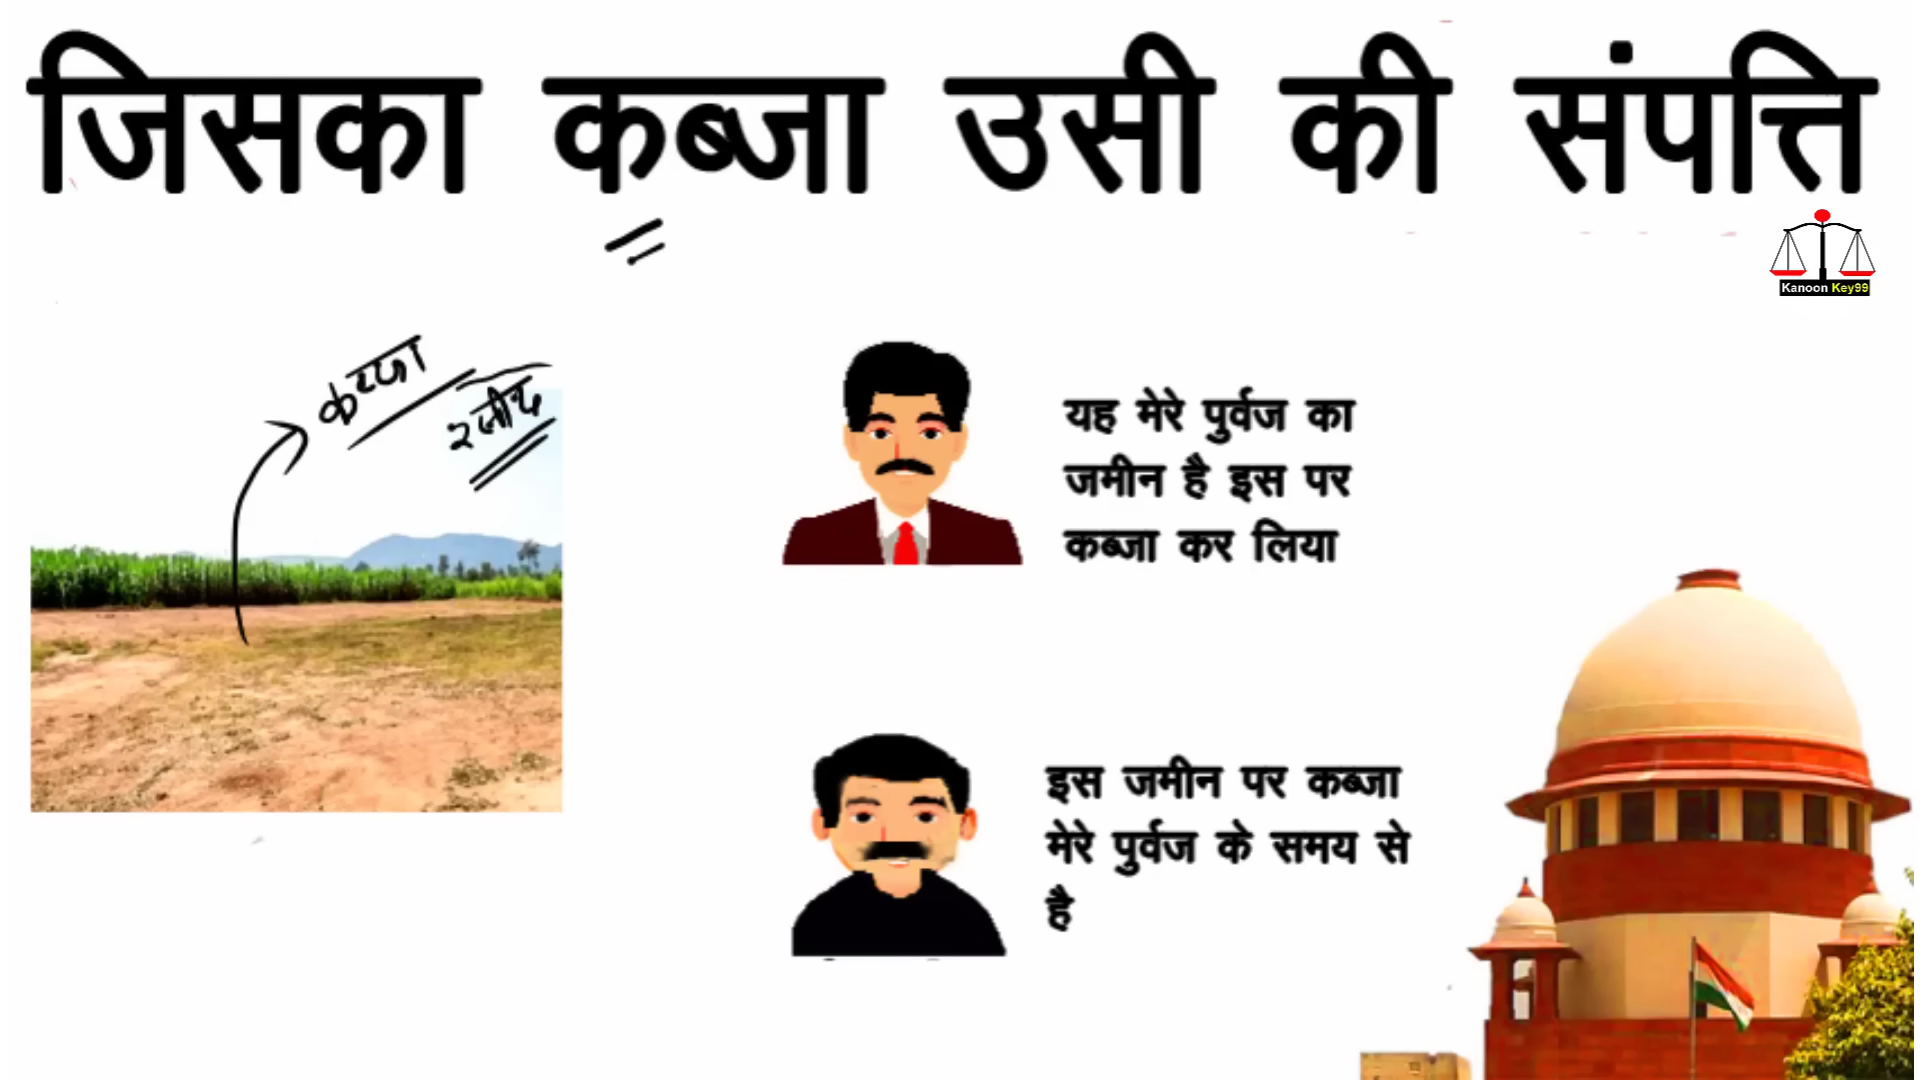 जिसका कब्जा उसी की संपत्ति
Kanoon Key99
कब्जा
यह मेरे पुर्वज का
जमीन है इस पर
कब्जा कर लिया
इस जमीन पर कब्जा
मेरे पुर्वज के समय से
है